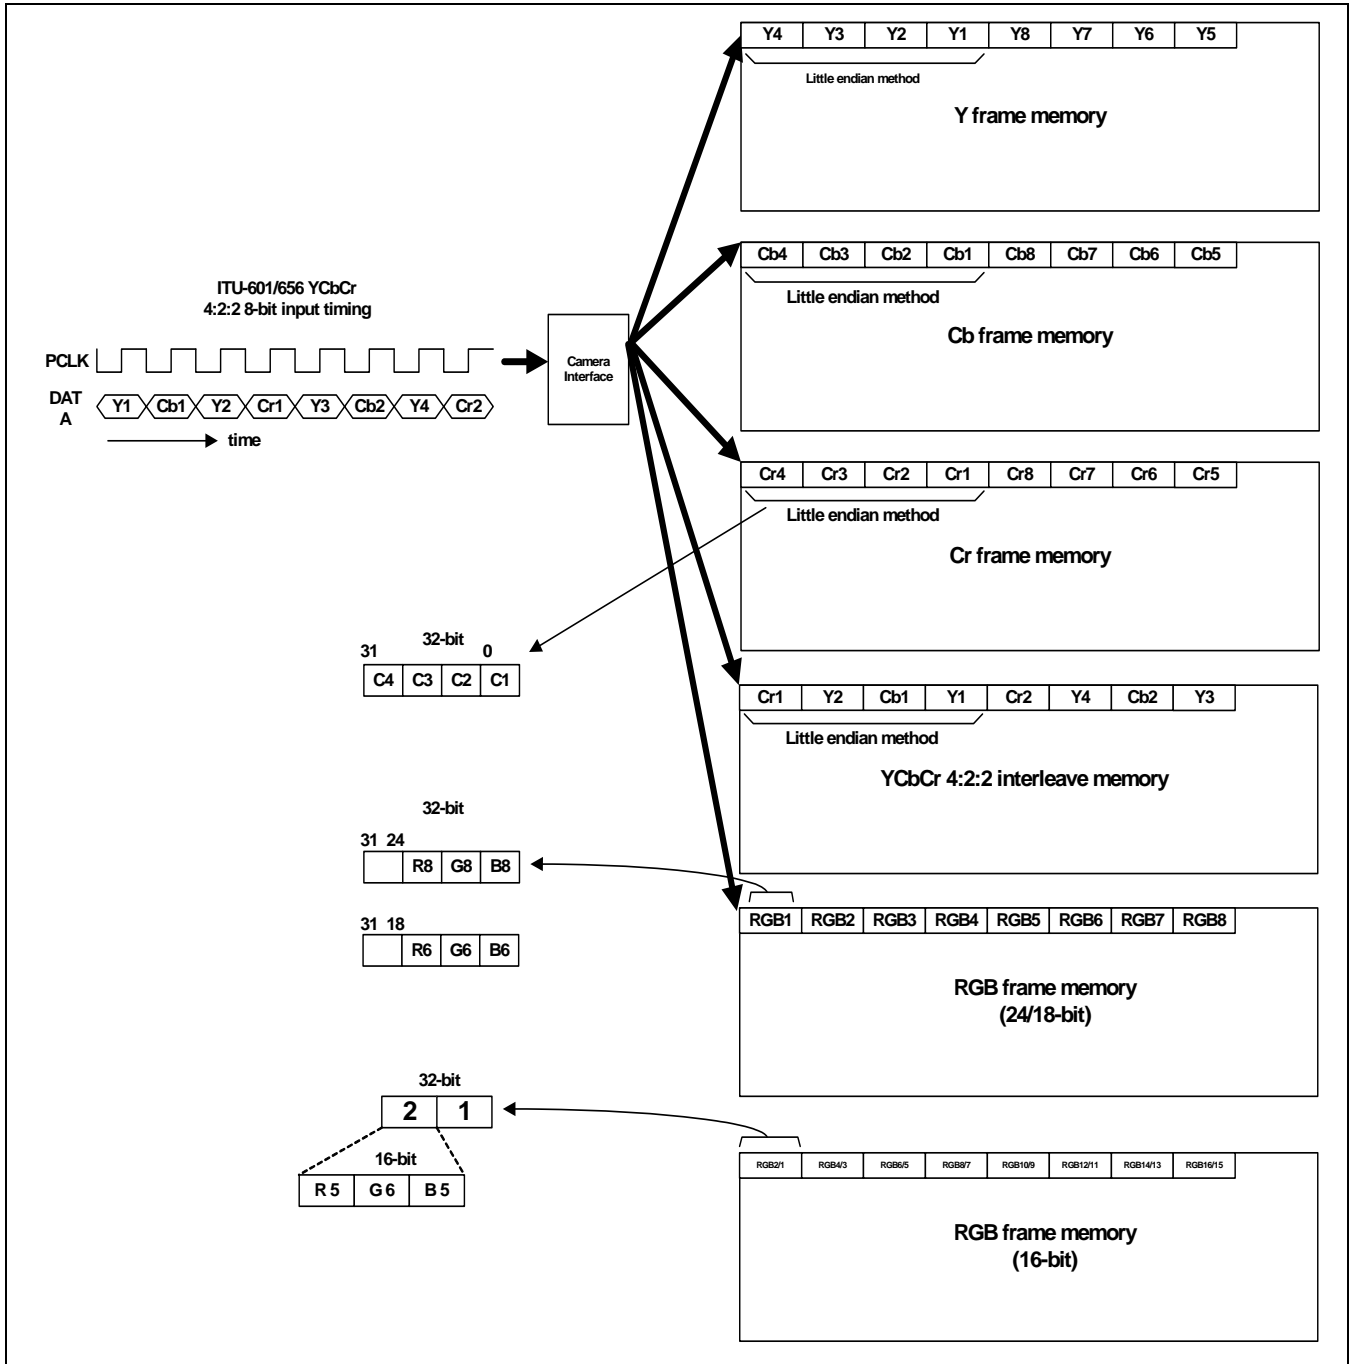 Y4 Y3 Y2 Y1 Y8 Y7 Y6 Y5
Little endian method
Y frame memory
Cb4 Cb3 Cb2 Cb1 Cb8 Cb7 Cb6 Cb5
Little endian method
Cb frame memory
ITU-601/656 YCbCr
4:2:2 8-bit input timing
PCLK
DAT
A
Y1 Cb1 Y2 Cr1 Y3 Cb2 Y4 Cr2
time
Camera
Interface
Cr4 Cr3 Cr2 Cr1 Cr8 Cr7 Cr6 Cr5
Little endian method
Cr frame memory
32-bit
31 0
C4 C3 C2 C1
Cr1 Y2 Cb1 Y1 Cr2 Y4 Cb2 Y3
Little endian method
YCbCr 4:2:2 interleave memory
32-bit
31 24
R8 G8 B8
31 18
R6 G6 B6
RGB1 RGB2 RGB3 RGB4 RGB5 RGB6 RGB7 RGB8
RGB frame memory
(24/18-bit)
32-bit
2 1
16-bit
R 5 G 6 B 5
RGB2/1 RGB4/3 RGB6/5 RGB8/7 RGB10/9 RGB12/11 RGB14/13 RGB16/15
RGB frame memory
(16-bit)